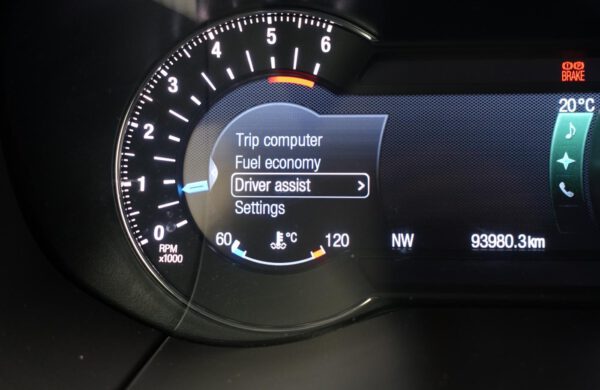 6
5
4
3
2
1
0
RPM
x1000
Trip computer
Fuel economy
Driver assist >
Settings
60 °C 120
NW
93980.3km
BRAKE
20°C